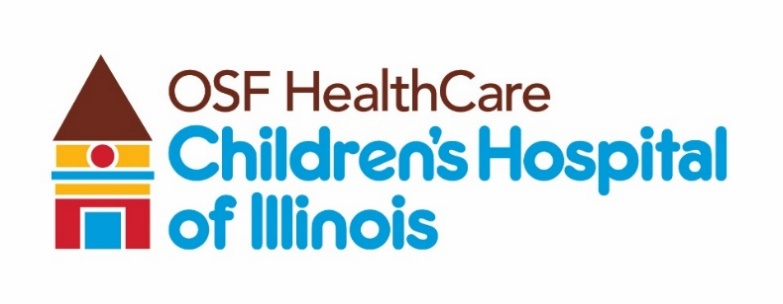 OSF HealthCare
Children's Hospital
of Illinois